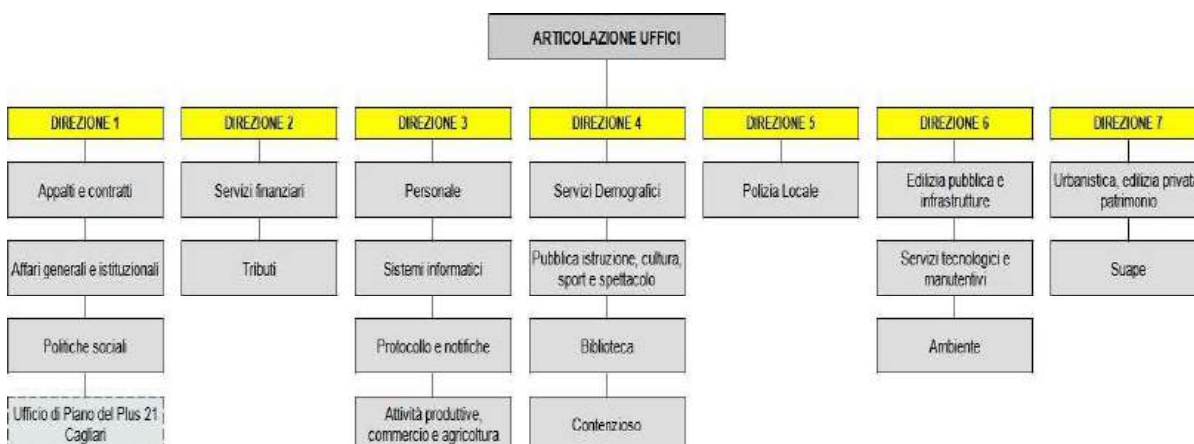 ARTICOLAZIONE UFFICI
DIREZIONE 1
DIREZIONE 2
DIREZIONE 3
DIREZIONE 4
DIREZIONE 5
DIREZIONE 6
DIREZIONE 7
Appalti e contratti
Servizi finanziari
Personale
Servizi Demografici
Polizia Locale
Edilizia pubblica e
infrastrutture
Urbanistica, edilizia privata
patrimonio
Affari generali e istituzionali
Tributi
Sistemi informatici
Pubblica istruzione, cultura,
sport e spettacolo
Servizi tecnologici e
manutentivi
Suape
Politiche sociali
Protocollo e notifiche
Biblioteca
Ambiente
Ufficio di Piano del Plus 21
Cagliari
Attività produttive,
commercio e agricoltura
Contenzioso